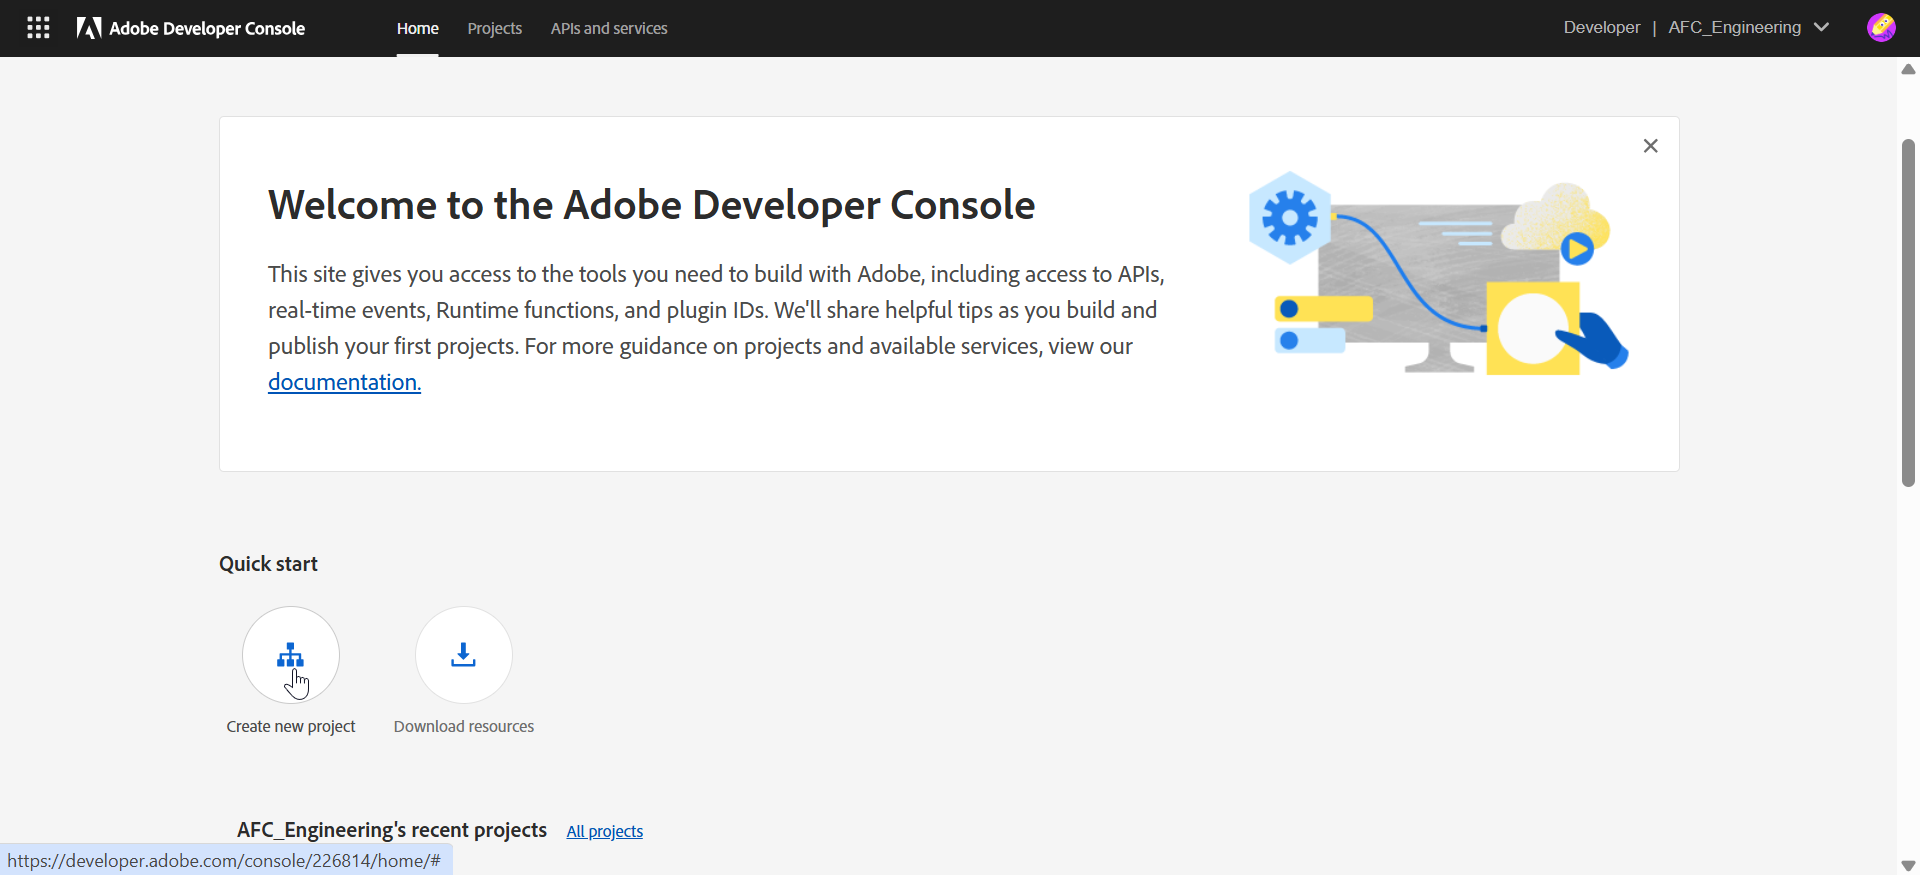 Adobe Developer Console
Home
Projects
APIs and services
Developer | AFC_Engineering
Welcome to the Adobe Developer Console
This site gives you access to the tools you need to build with Adobe, including access to APIs,
real-time events, Runtime functions, and plugin IDs. We'll share helpful tips as you build and
publish your first projects. For more guidance on projects and available services, view our
documentation.
Quick start
Create new project
Download resources
AFC_Engineering's recent projects
All projects
https://developer.adobe.com/console/226814/home/#